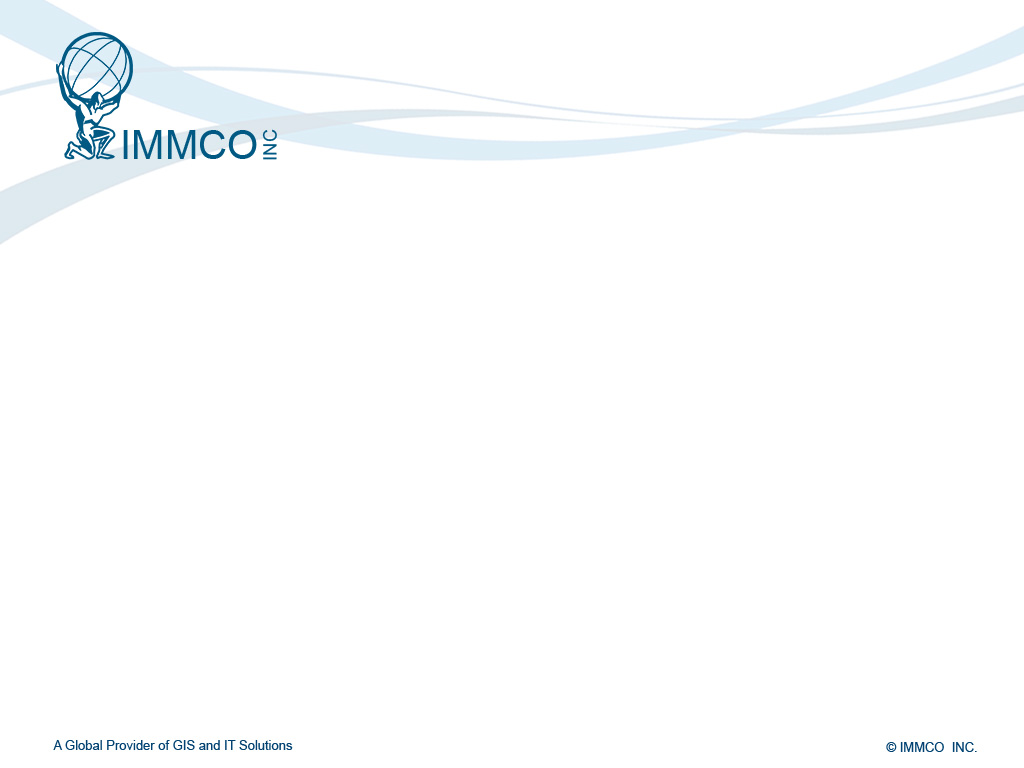 IMMCO INC
A Global Provider of GIS and IT Solutions
© IMMCO INC.